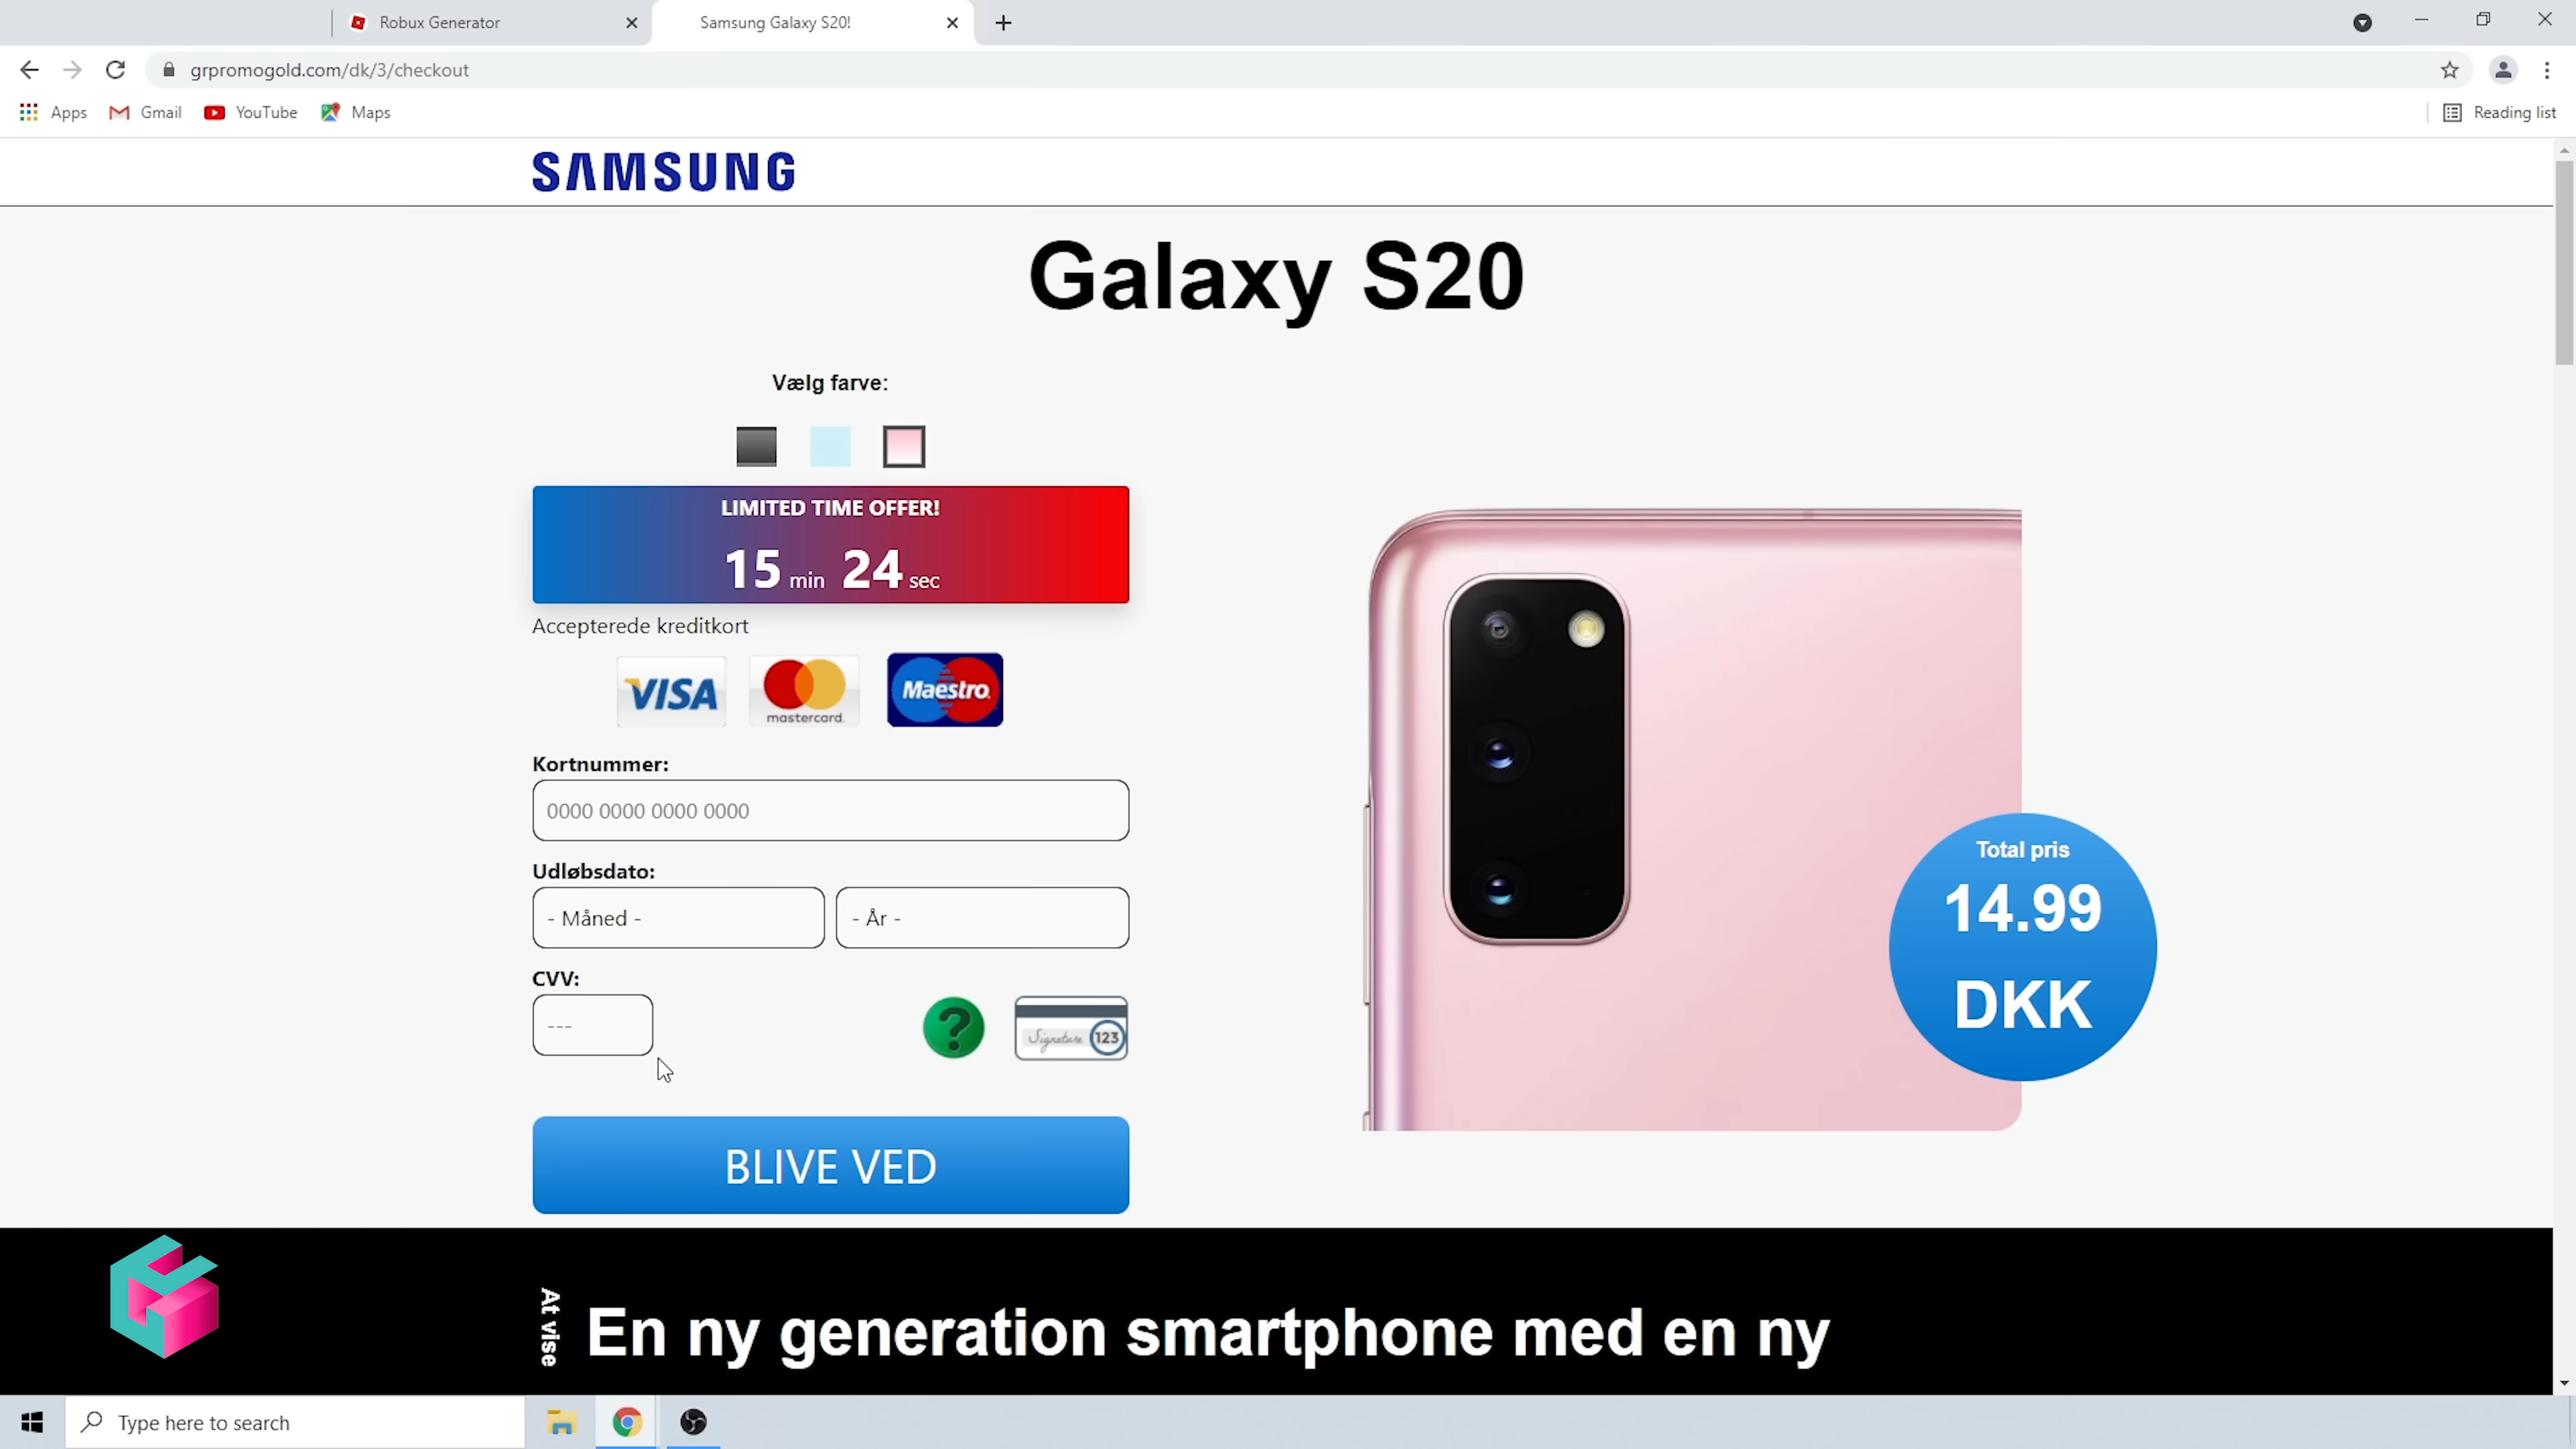 Robux Generator
Samsung Galaxy S20!
grpromogold.com/dk/3/checkout
Apps
Gmail
YouTube
Maps
Reading list
SAMSUNG
Galaxy S20
Vælg farve:
LIMITED TIME OFFER!
15 min 24 sec
Accepterede kreditkort
VISA
mastercard.
Maestro
Kortnummer:
0000 0000 0000 0000
Udløbsdato:
- Måned -
- År -
CVV:
---
?
Signature 123
BLIVE VED
Total pris
14.99
DKK
At vise
En ny generation smartphone med en ny
Type here to search